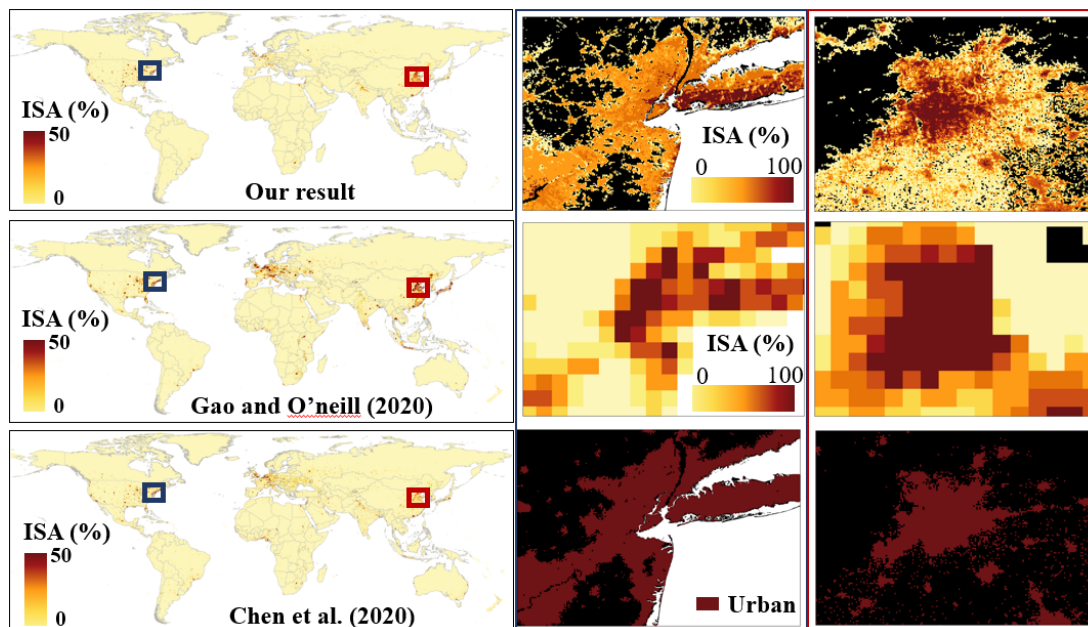 ISA (%)
50
0
Our result
ISA (%)
0 100
ISA (%)
50
0
Gao and O'neill (2020)
ISA (%)
0 100
ISA (%)
50
0
Chen et al. (2020)
Urban